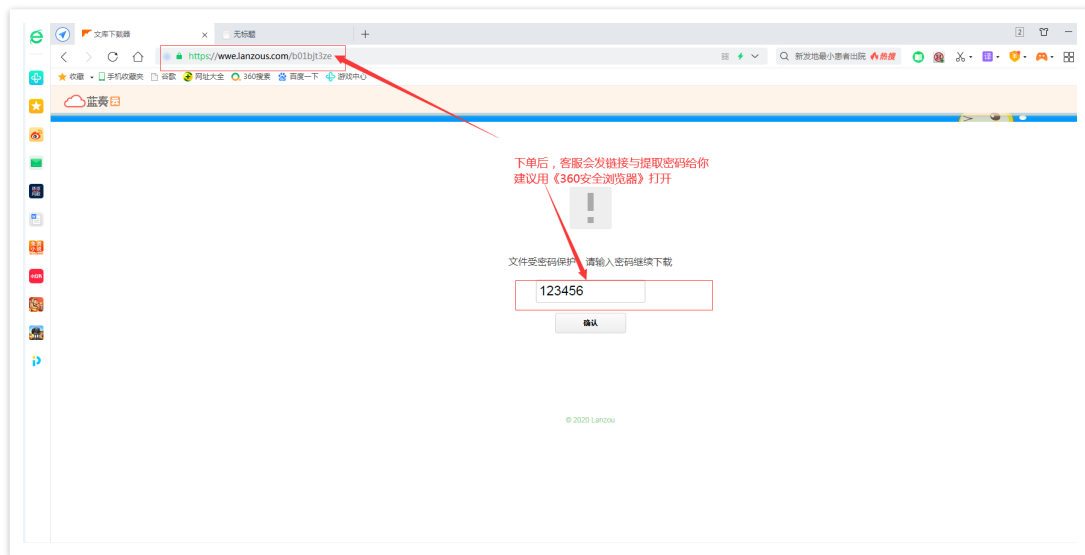 文库下载器
无标题
2
https://wwe.lanzous.com/b01bjt3ze
新发地最小患者出院 热搜
收藏
手机收藏夹
谷歌
网址大全
360搜索
百度一下
游戏中心
蓝奏云
下单后，客服会发链接与提取密码给你
建议用《360安全浏览器》打开
!
文件受密码保护，请输入密码继续下载
123456
确认
© 2020 Lanzou